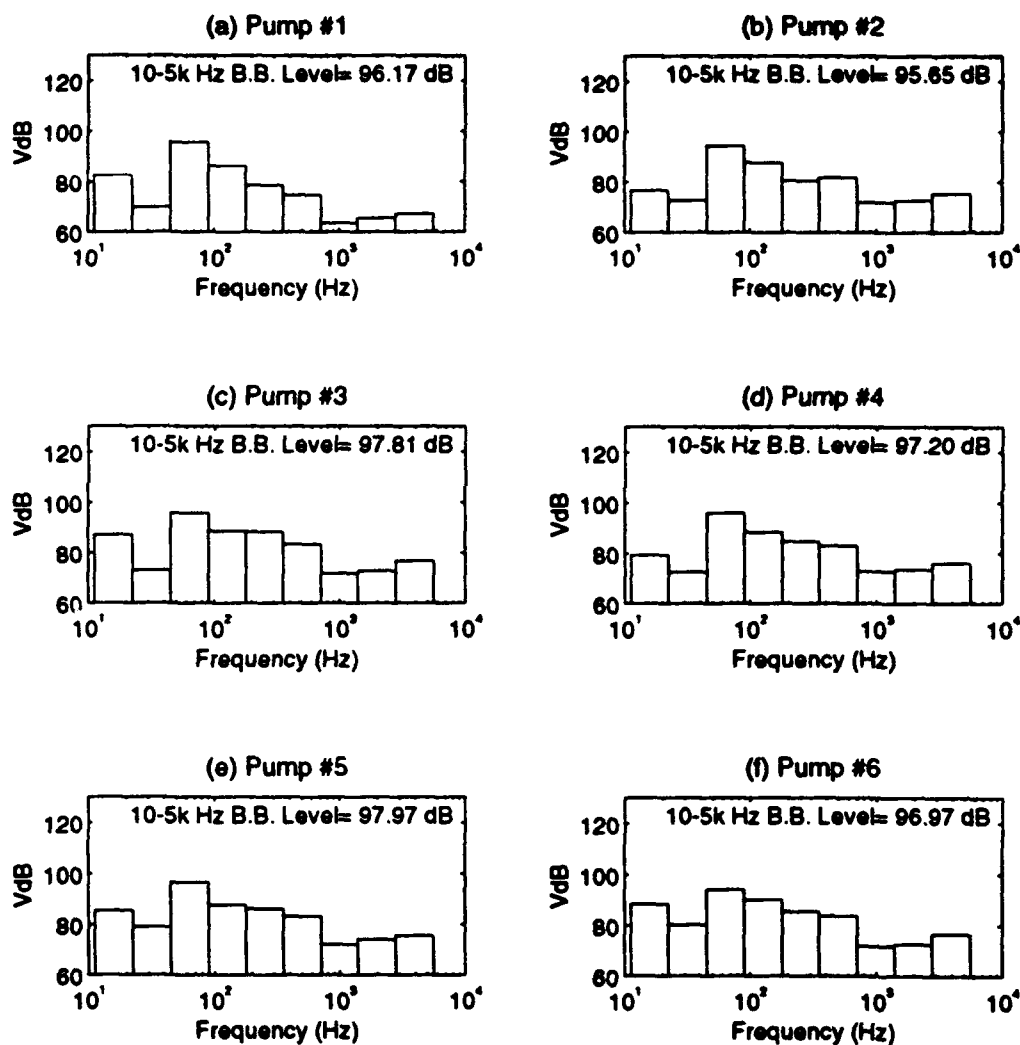 (a) Pump #1
10-5k Hz B.B. Level= 96.17 dB
VdB
120
100
80
60
10¹ 10² 10³ 10⁴
Frequency (Hz)
(b) Pump #2
10-5k Hz B.B. Level= 95.65 dB
VdB
120
100
80
60
10¹ 10² 10³ 10⁴
Frequency (Hz)
(c) Pump #3
10-5k Hz B.B. Level= 97.81 dB
VdB
120
100
80
60
10¹ 10² 10³ 10⁴
Frequency (Hz)
(d) Pump #4
10-5k Hz B.B. Level= 97.20 dB
VdB
120
100
80
60
10¹ 10² 10³ 10⁴
Frequency (Hz)
(e) Pump #5
10-5k Hz B.B. Level= 97.97 dB
VdB
120
100
80
60
10¹ 10² 10³ 10⁴
Frequency (Hz)
(f) Pump #6
10-5k Hz B.B. Level= 96.97 dB
VdB
120
100
80
60
10¹ 10² 10³ 10⁴
Frequency (Hz)